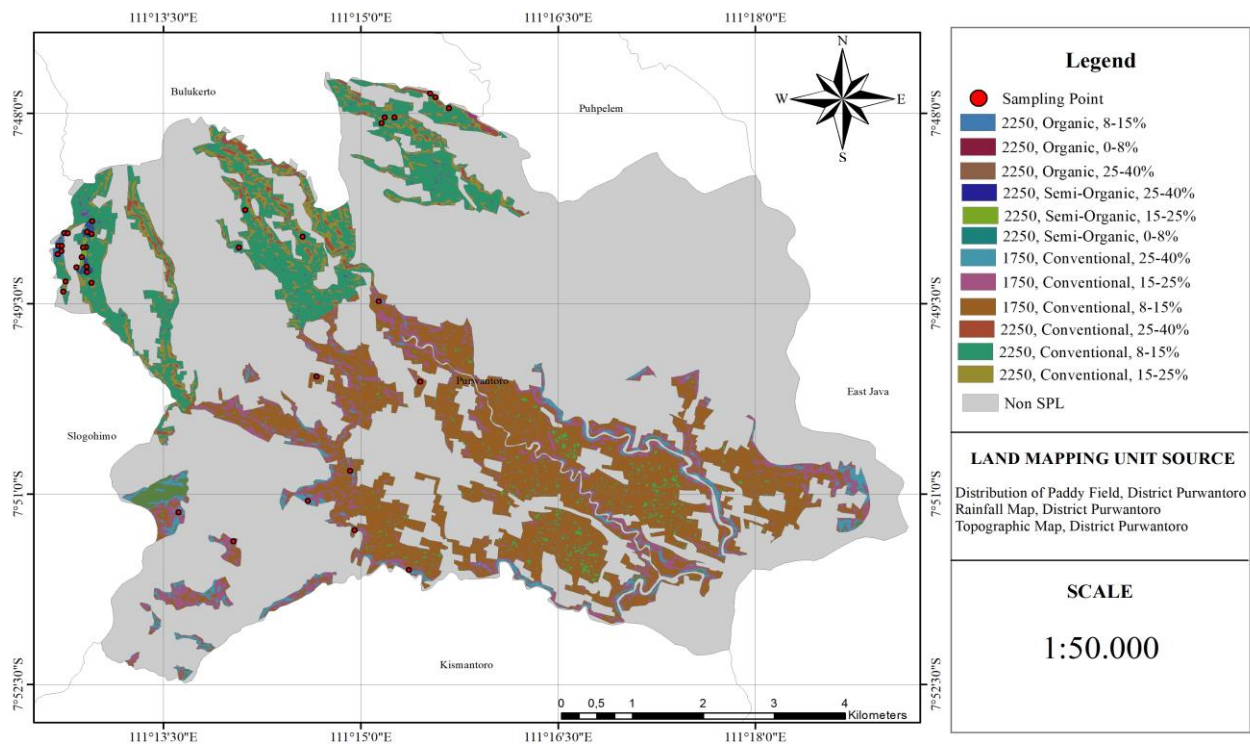 111°13'30"E 111°15'0"E 111°16'30"E 111°18'0"E
N
W E
S
Bulukerto
Puhpelem
7°48'0"S 7°48'0"S
7°49'30"S 7°49'30"S
Purwantoro
East Java
Slogohimo
7°51'0"S 7°51'0"S
Kismantoro
7°52'30"S 7°52'30"S
0 0,5 1 2 3 4
Kilometers
111°13'30"E 111°15'0"E 111°16'30"E 111°18'0"E
Legend
Sampling Point
2250, Organic, 8-15%
2250, Organic, 0-8%
2250, Organic, 25-40%
2250, Semi-Organic, 25-40%
2250, Semi-Organic, 15-25%
2250, Semi-Organic, 0-8%
1750, Conventional, 25-40%
1750, Conventional, 15-25%
1750, Conventional, 8-15%
2250, Conventional, 25-40%
2250, Conventional, 8-15%
2250, Conventional, 15-25%
Non SPL
LAND MAPPING UNIT SOURCE
Distribution of Paddy Field, District Purwantoro
Rainfall Map, District Purwantoro
Topographic Map, District Purwantoro
SCALE
1:50.000